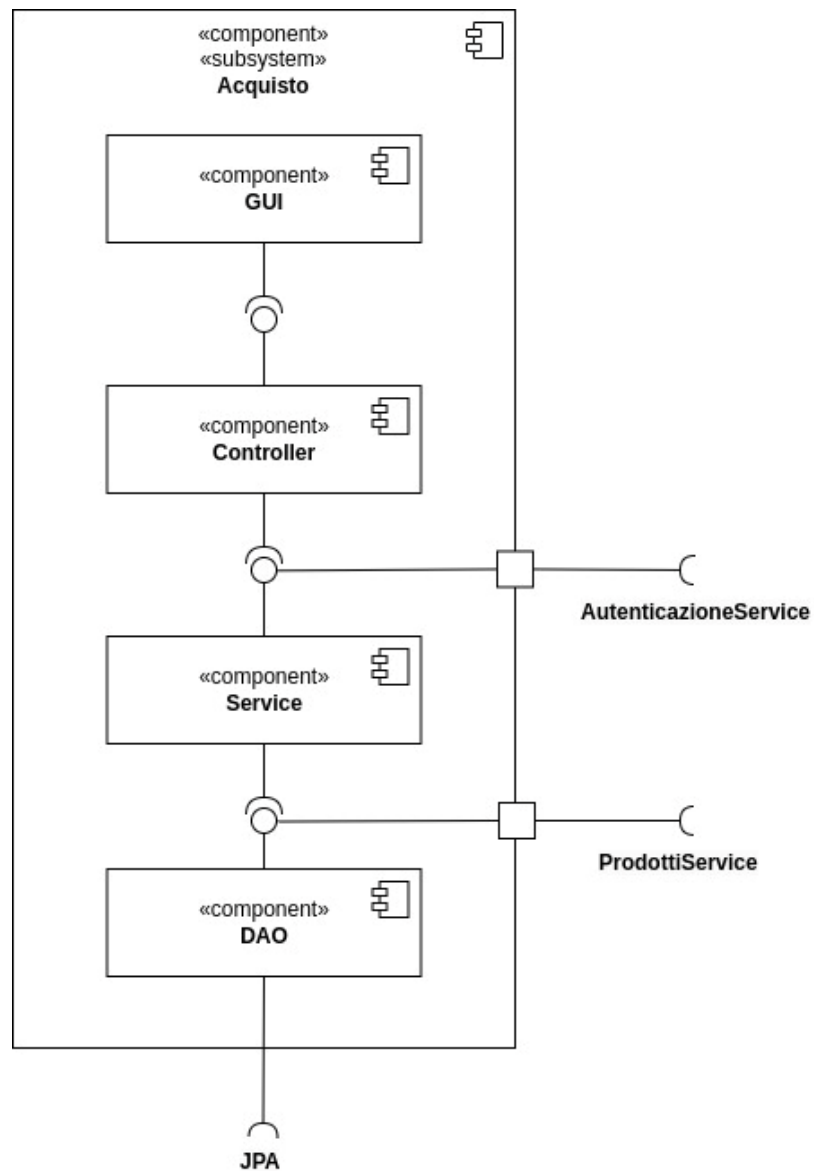 «component»
«subsystem»
Acquisto
«component»
GUI
«component»
Controller
AutenticazioneService
«component»
Service
ProdottiService
«component»
DAO
JPA